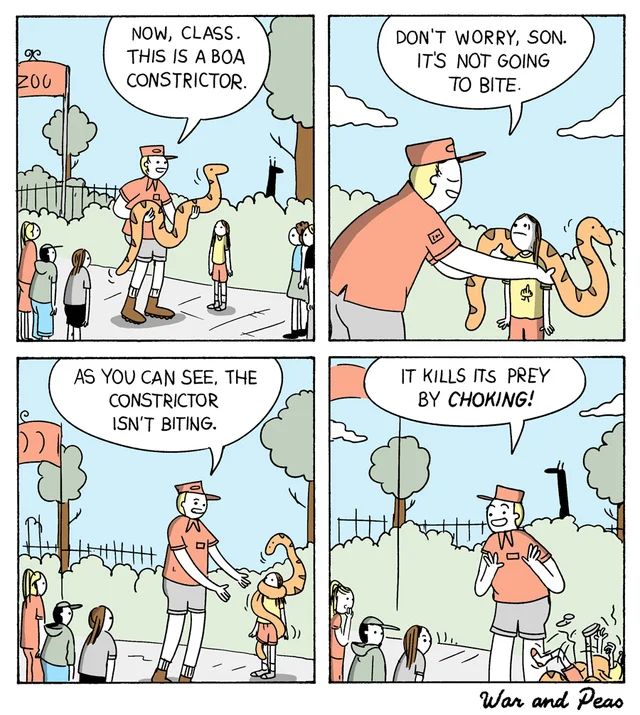 NOW, CLASS.
THIS IS A BOA
CONSTRICTOR.
ZOO
DON'T WORRY, SON.
IT'S NOT GOING
TO BITE.
AS YOU CAN SEE, THE
CONSTRICTOR
ISN'T BITING.
IT KILLS ITS PREY
BY CHOKING!
War and Peas